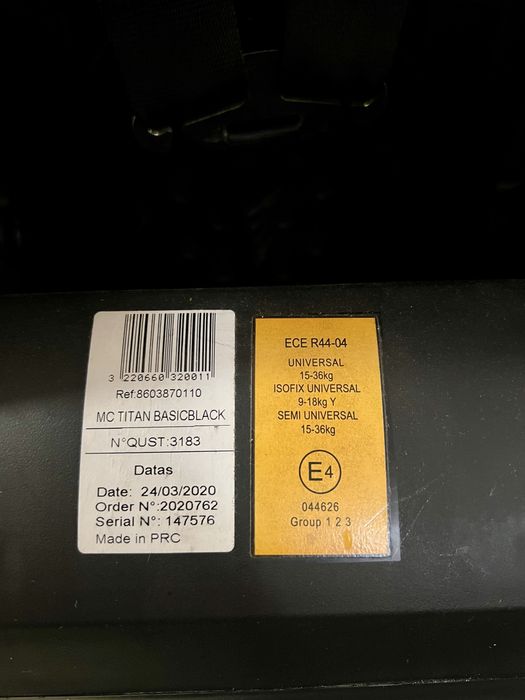 3 220660 320011
Ref:8603870110
MC TITAN BASICBLACK
N°QUST:3183
Datas
Date: 24/03/2020
Order N°:2020762
Serial N°: 147576
Made in PRC
ECE R44-04
UNIVERSAL
15-36kg
ISOFIX UNIVERSAL
9-18kg Y
SEMI UNIVERSAL
15-36kg
E4
044626
Group 1 2 3